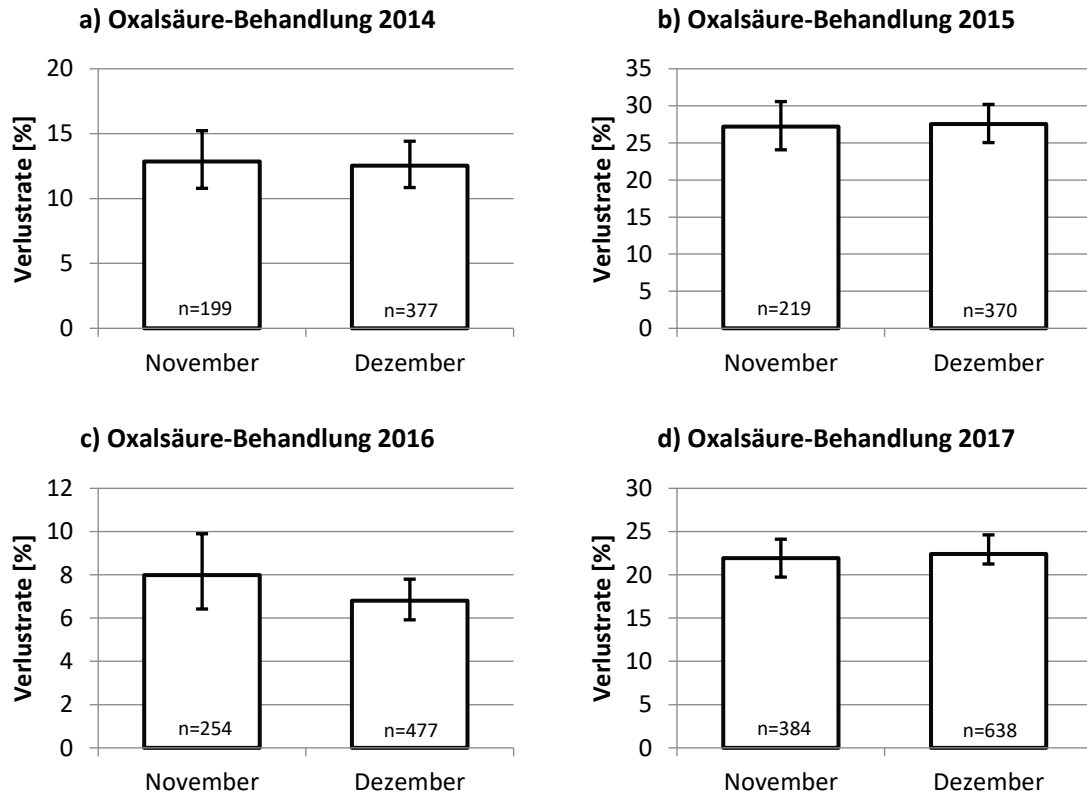 a) Oxalsäure-Behandlung 2014
Verlustrate [%]
20
15
10
5
0
n=199
n=377
November
Dezember
b) Oxalsäure-Behandlung 2015
Verlustrate [%]
35
30
25
20
15
10
5
0
n=219
n=370
November
Dezember
c) Oxalsäure-Behandlung 2016
Verlustrate [%]
12
10
8
6
4
2
0
n=254
n=477
November
Dezember
d) Oxalsäure-Behandlung 2017
Verlustrate [%]
30
25
20
15
10
5
0
n=384
n=638
November
Dezember